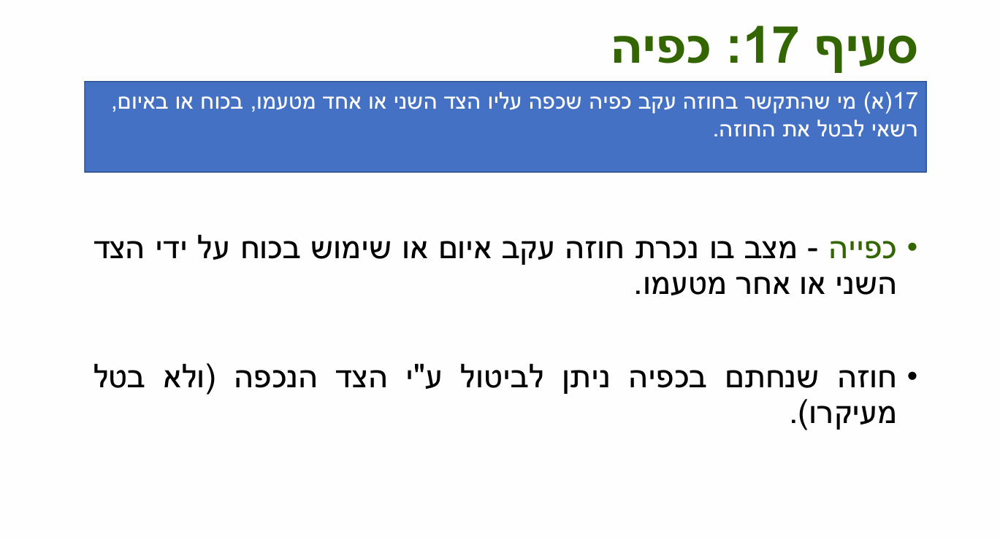 סעיף 17: כפיה
17(א) מי שהתקשר בחוזה עקב כפיה שכפה עליו הצד השני או אחד מטעמו, בכוח או באיום,
רשאי לבטל את החוזה.
• כפייה - מצב בו נכרת חוזה עקב איום או שימוש בכוח על ידי הצד
השני או אחר מטעמו.
• חוזה שנחתם בכפיה ניתן לביטול ע"י הצד הנכפה (ולא בטל
מעיקרו).